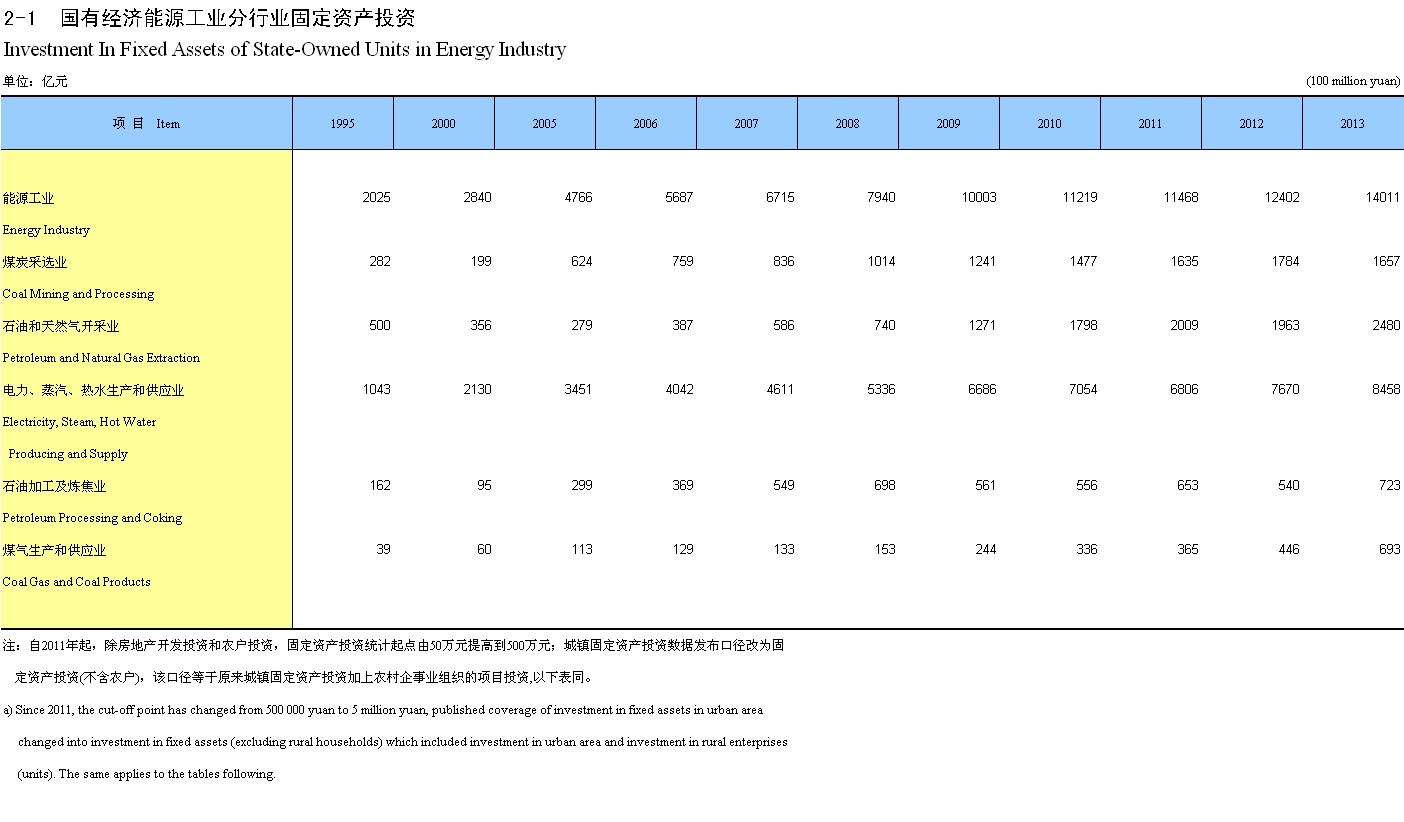 2-1 国有经济能源工业分行业固定资产投资
Investment In Fixed Assets of State-Owned Units in Energy Industry
单位：亿元 (100 million yuan)
项 目 Item 1995 2000 2005 2006 2007 2008 2009 2010 2011 2012 2013
能源工业 2025 2840 4766 5687 6715 7940 10003 11219 11468 12402 14011
Energy Industry
煤炭采选业 282 199 624 759 836 1014 1241 1477 1635 1784 1657
Coal Mining and Processing
石油和天然气开采业 500 356 279 387 586 740 1271 1798 2009 1963 2480
Petroleum and Natural Gas Extraction
电力、蒸汽、热水生产和供应业 1043 2130 3451 4042 4611 5336 6686 7054 6806 7670 8458
Electricity, Steam, Hot Water
Producing and Supply
石油加工及炼焦业 162 95 299 369 549 698 561 556 653 540 723
Petroleum Processing and Coking
煤气生产和供应业 39 60 113 129 133 153 244 336 365 446 693
Coal Gas and Coal Products
注：自2011年起，除房地产开发投资和农户投资，固定资产投资统计起点由50万元提高到500万元；城镇固定资产投资数据发布口径改为固
定资产投资(不含农户)，该口径等于原来城镇固定资产投资加上农村企事业组织的项目投资,以下表同。
a) Since 2011, the cut-off point has changed from 500 000 yuan to 5 million yuan, published coverage of investment in fixed assets in urban area
changed into investment in fixed assets (excluding rural households) which included investment in urban area and investment in rural enterprises
(units). The same applies to the tables following.